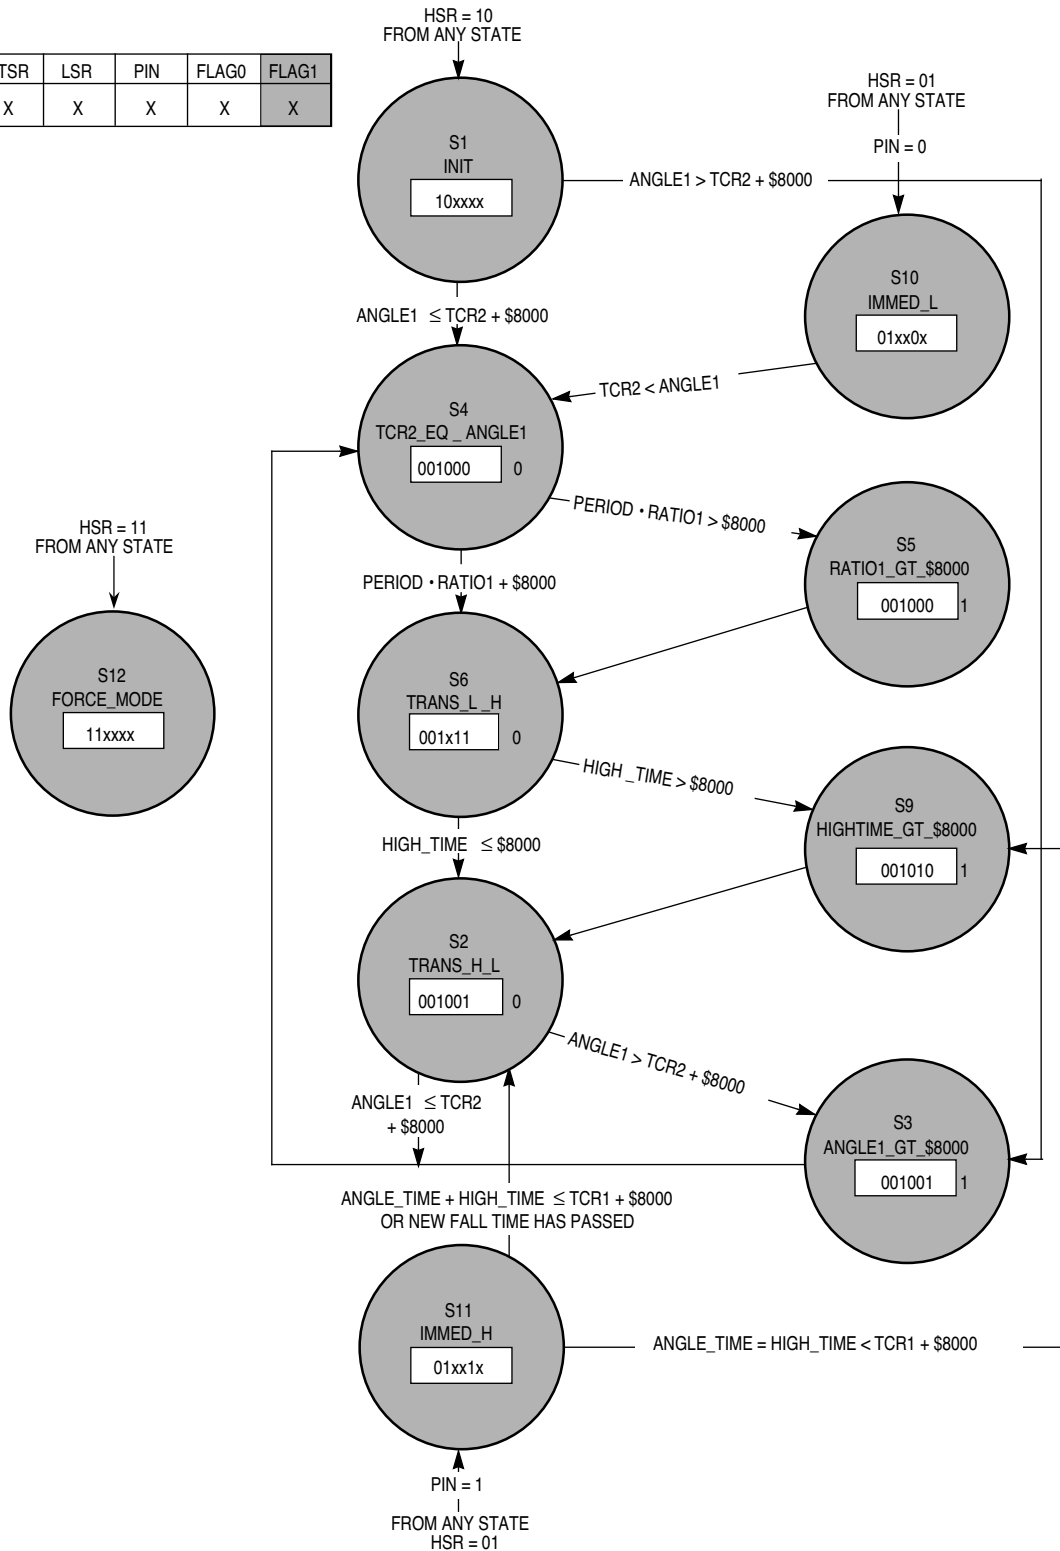 HSR = 10
FROM ANY STATE
TSR LSR PIN FLAG0 FLAG1
X X X X X
HSR = 01
FROM ANY STATE
PIN = 0
S1
INIT
10xxxx
ANGLE1 > TCR2 + $8000
S10
IMMED_L
01xx0x
ANGLE1 ≤ TCR2 + $8000
TCR2 < ANGLE1
S4
TCR2_EQ _ ANGLE1
001000 0
PERIOD • RATIO1 > $8000
HSR = 11
FROM ANY STATE
S5
RATIO1_GT_$8000
001000 1
PERIOD • RATIO1 + $8000
S12
FORCE_MODE
11xxxx
S6
TRANS_L _H
001x11 0
HIGH _TIME > $8000
S9
HIGHTIME_GT_$8000
001010 1
HIGH_TIME ≤ $8000
S2
TRANS_H_L
001001 0
ANGLE1 > TCR2 + $8000
ANGLE1 ≤ TCR2
+ $8000
S3
ANGLE1_GT_$8000
001001 1
ANGLE_TIME + HIGH_TIME ≤ TCR1 + $8000
OR NEW FALL TIME HAS PASSED
S11
IMMED_H
01xx1x
ANGLE_TIME = HIGH_TIME < TCR1 + $8000
PIN = 1
FROM ANY STATE
HSR = 01